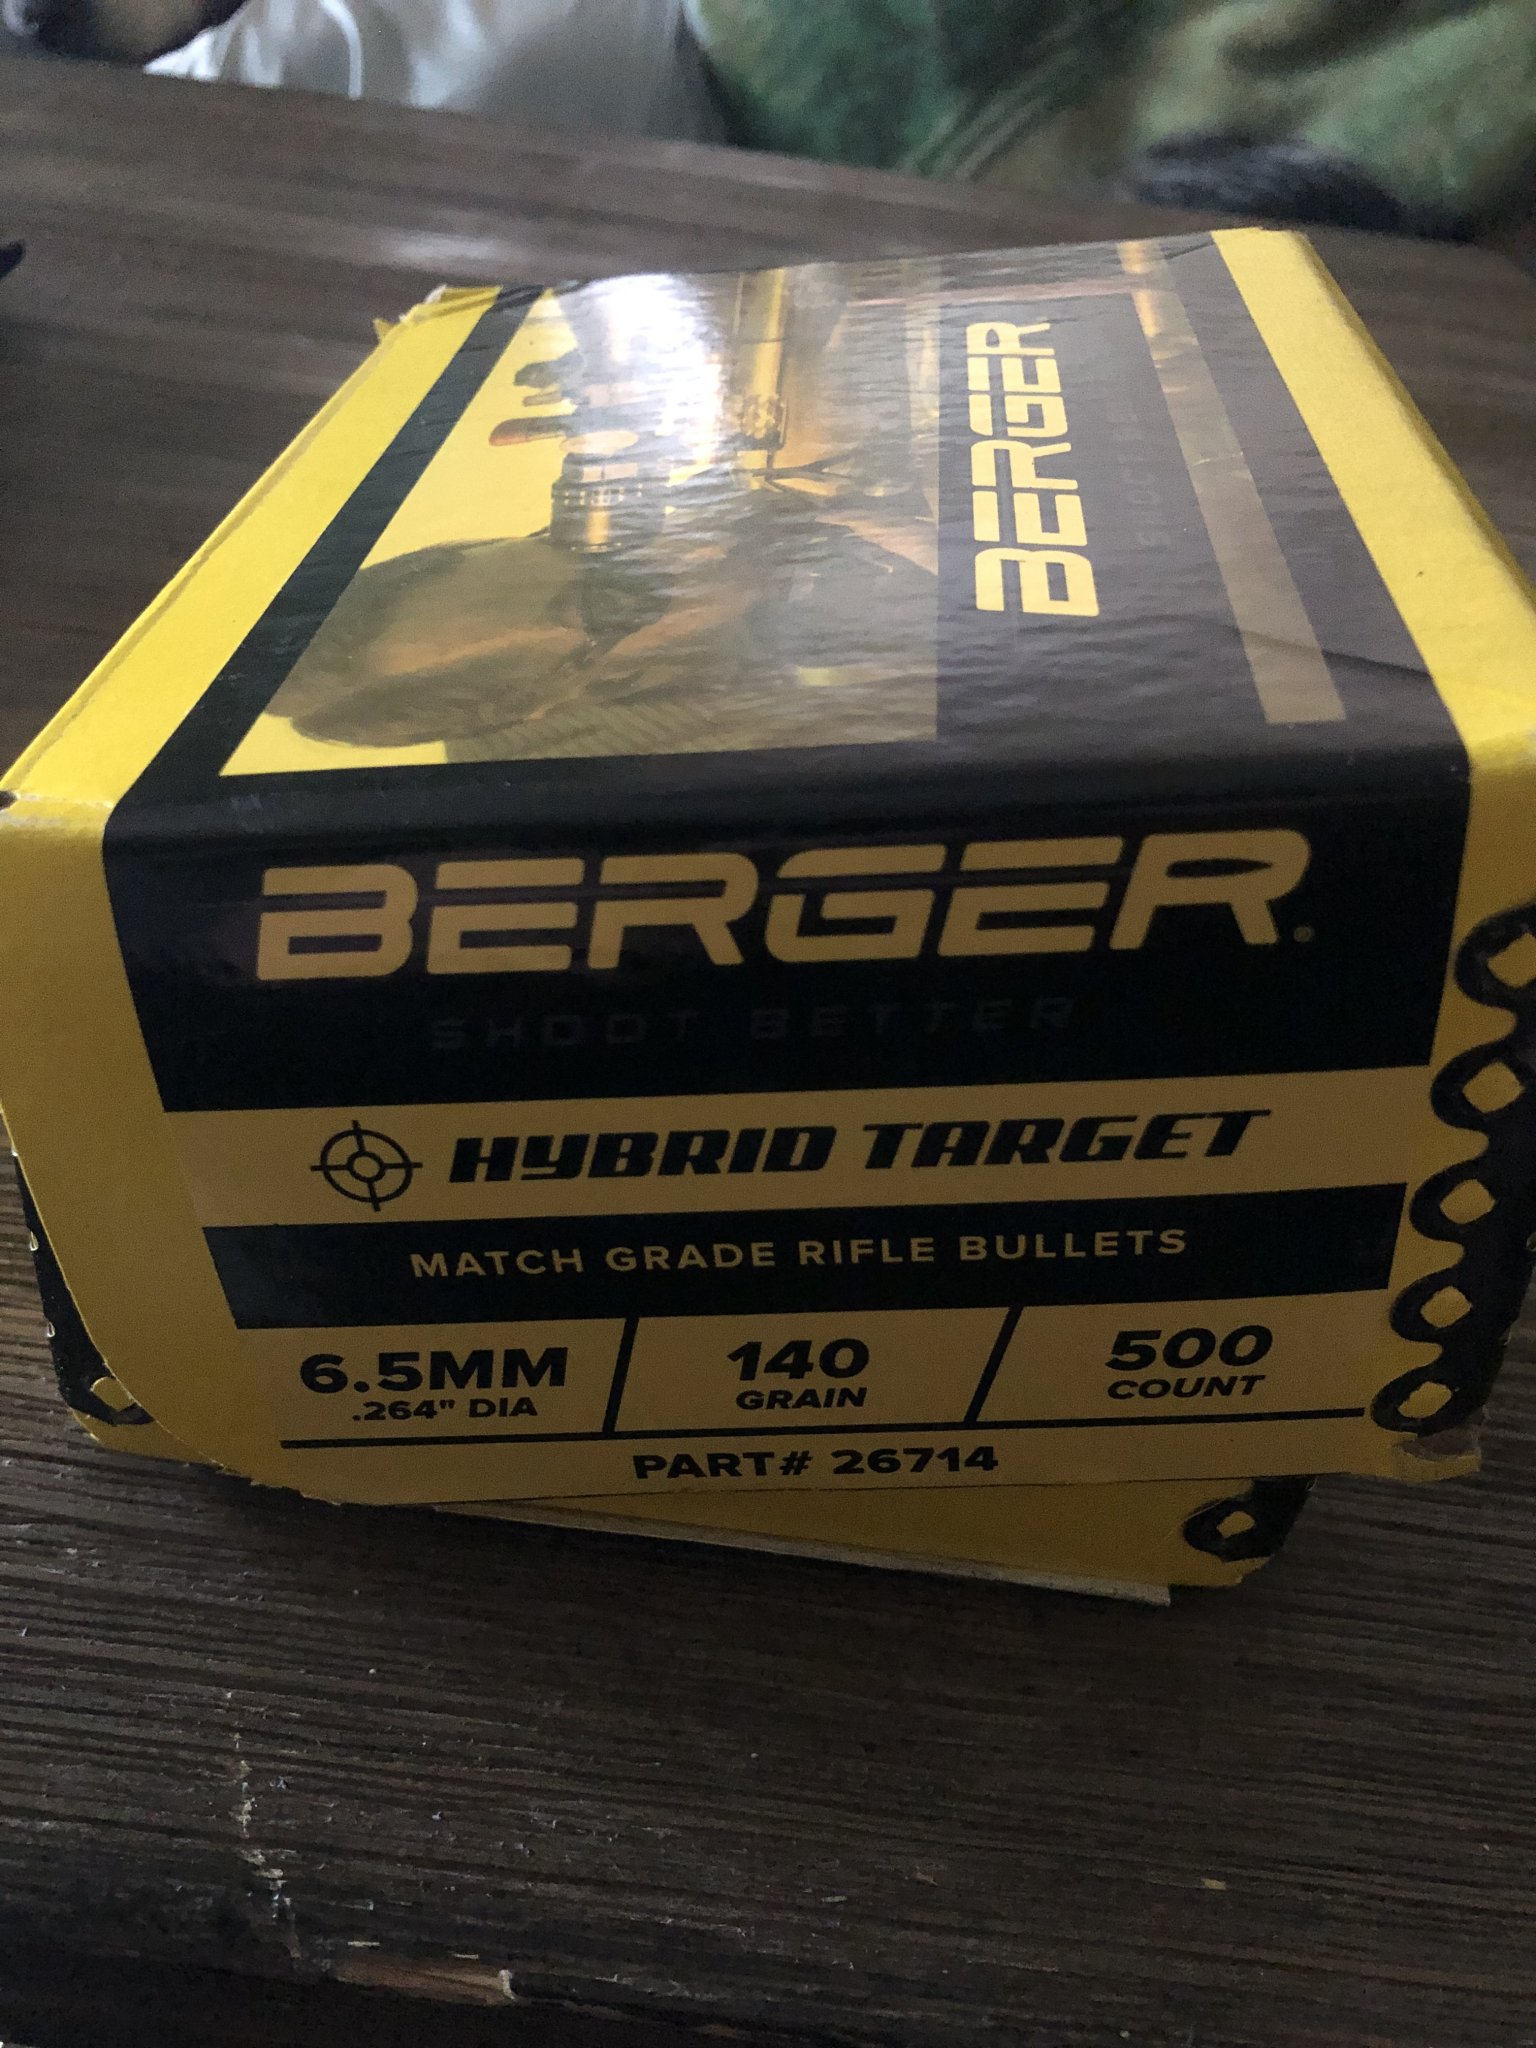 BERGER
BERGER
SHOOT BETTER
HYBRID TARGET
MATCH GRADE RIFLE BULLETS
6.5MM
.264" DIA
140
GRAIN
500
COUNT
PART# 26714